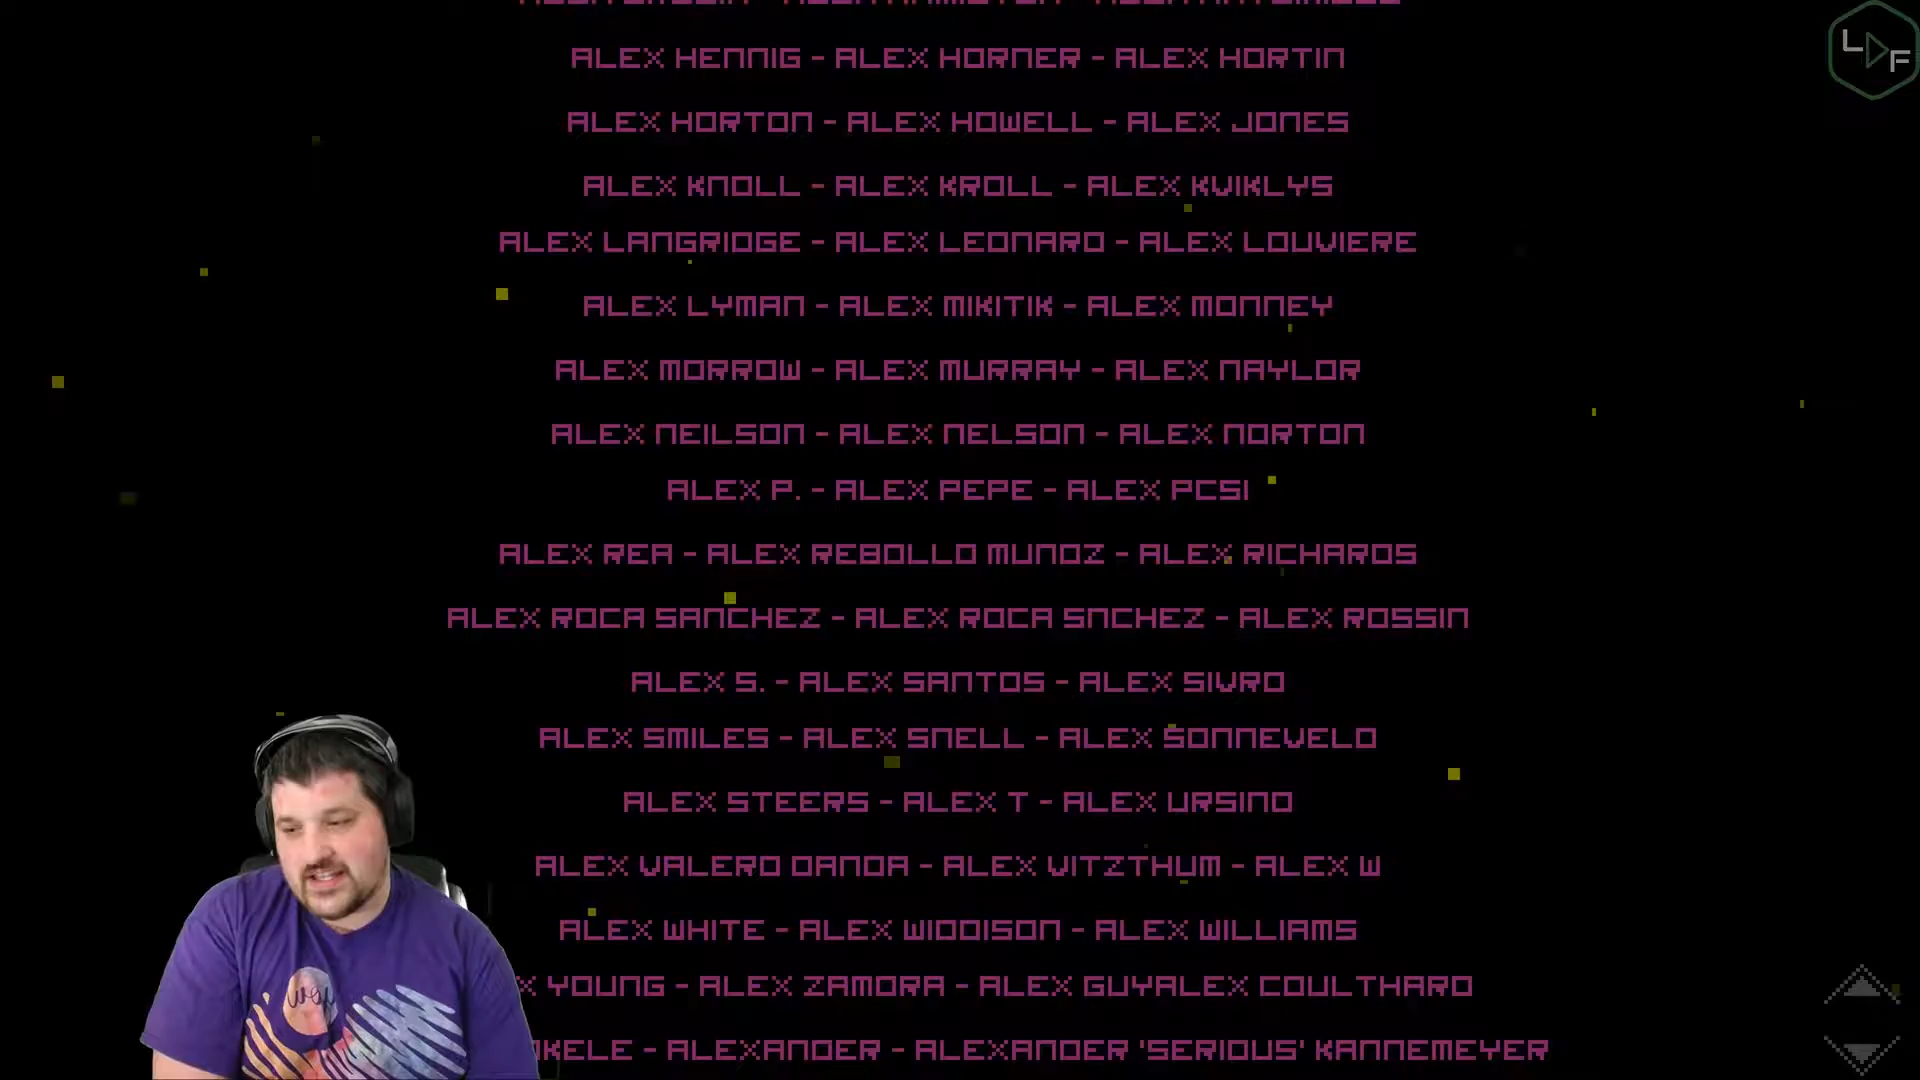 ALEX HENNIG - ALEX HORNER - ALEX HORTIN
ALEX HORTON - ALEX HOWELL - ALEX JONES
ALEX KNOLL - ALEX KROLL - ALEX KVIKLYS
ALEX LANGRIDGE - ALEX LEONARD - ALEX LOUVIERE
ALEX LYMAN - ALEX MIKITIK - ALEX MONNEY
ALEX MORROW - ALEX MURRAY - ALEX NAYLOR
ALEX NEILSON - ALEX NELSON - ALEX NORTON
ALEX P. - ALEX PEPE - ALEX PCSI
ALEX REA - ALEX REBOLLO MUNOZ - ALEX RICHARDS
ALEX ROCA SANCHEZ - ALEX ROCA SNCHEZ - ALEX ROSSIN
ALEX S. - ALEX SANTOS - ALEX SIVRO
ALEX SMILES - ALEX SNELL - ALEX SONNEVELD
ALEX STEERS - ALEX T - ALEX URSINO
ALEX VALERO DANDA - ALEX VITZTHUM - ALEX W
ALEX WHITE - ALEX WIDDISON - ALEX WILLIAMS
X YOUNG - ALEX ZAMORA - ALEX GUYALEX COULTHARD
KELE - ALEXANDER - ALEXANDER 'SERIOUS' KANNEMEYER
L F